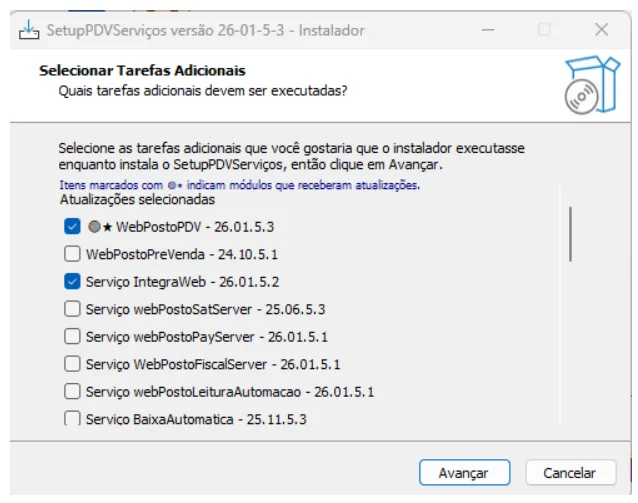 SetupPDVServiços versão 26-01-5-3 - Instalador
Selecionar Tarefas Adicionais
Quais tarefas adicionais devem ser executadas?
Selecione as tarefas adicionais que você gostaria que o instalador executasse
enquanto instala o SetupPDVServiços, então clique em Avançar.
Itens marcados com ●★ indicam módulos que receberam atualizações.
Atualizações selecionadas
●★ WebPostoPDV - 26.01.5.3
WebPostoPreVenda - 24.10.5.1
Serviço IntegraWeb - 26.01.5.2
Serviço webPostoSatServer - 25.06.5.3
Serviço webPostoPayServer - 26.01.5.1
Serviço WebPostoFiscalServer - 26.01.5.1
Serviço webPostoLeituraAutomacao - 26.01.5.1
Serviço BaixaAutomatica - 25.11.5.3
Avançar
Cancelar